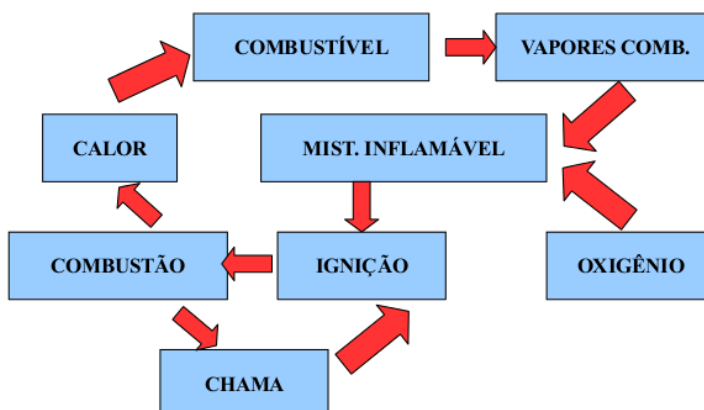 COMBUSTÍVEL
VAPORES COMB.
CALOR
MIST. INFLAMÁVEL
COMBUSTÃO
IGNIÇÃO
OXIGÊNIO
CHAMA